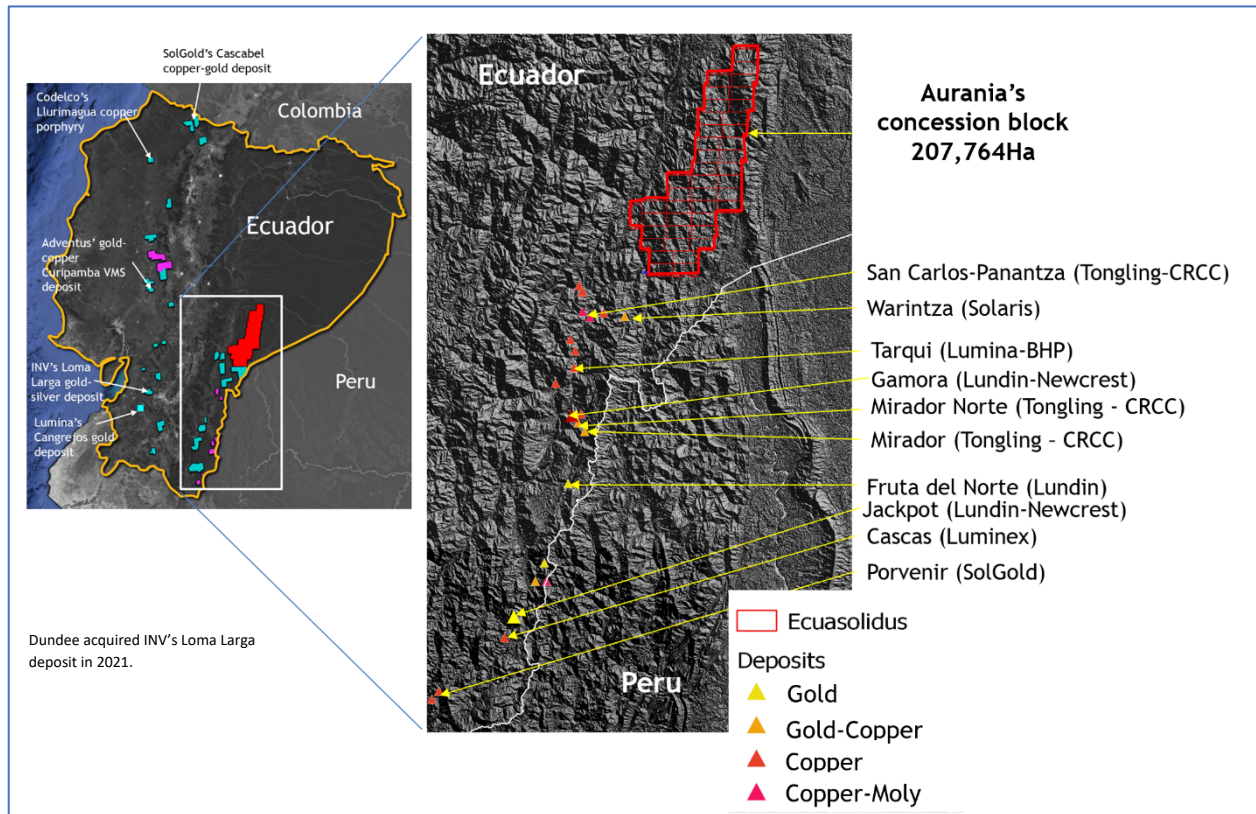 SolGold's Cascabel
copper-gold deposit
Codelco's
Llurimagua copper
porphyry
Colombia
Ecuador
Adventus' gold-
copper
Curipamba VMS
deposit
Peru
INV's Loma
Larga gold-
silver deposit
Lumina's
Cangrejos gold
deposit
Dundee acquired INV's Loma Larga
deposit in 2021.
Ecuador
Peru
Aurania's
concession block
207,764Ha
San Carlos-Panantza (Tongling-CRCC)
Warintza (Solaris)
Tarqui (Lumina-BHP)
Gamora (Lundin-Newcrest)
Mirador Norte (Tongling - CRCC)
Mirador (Tongling - CRCC)
Fruta del Norte (Lundin)
Jackpot (Lundin-Newcrest)
Cascas (Luminex)
Porvenir (SolGold)
Ecuasolidus
Deposits
Gold
Gold-Copper
Copper
Copper-Moly